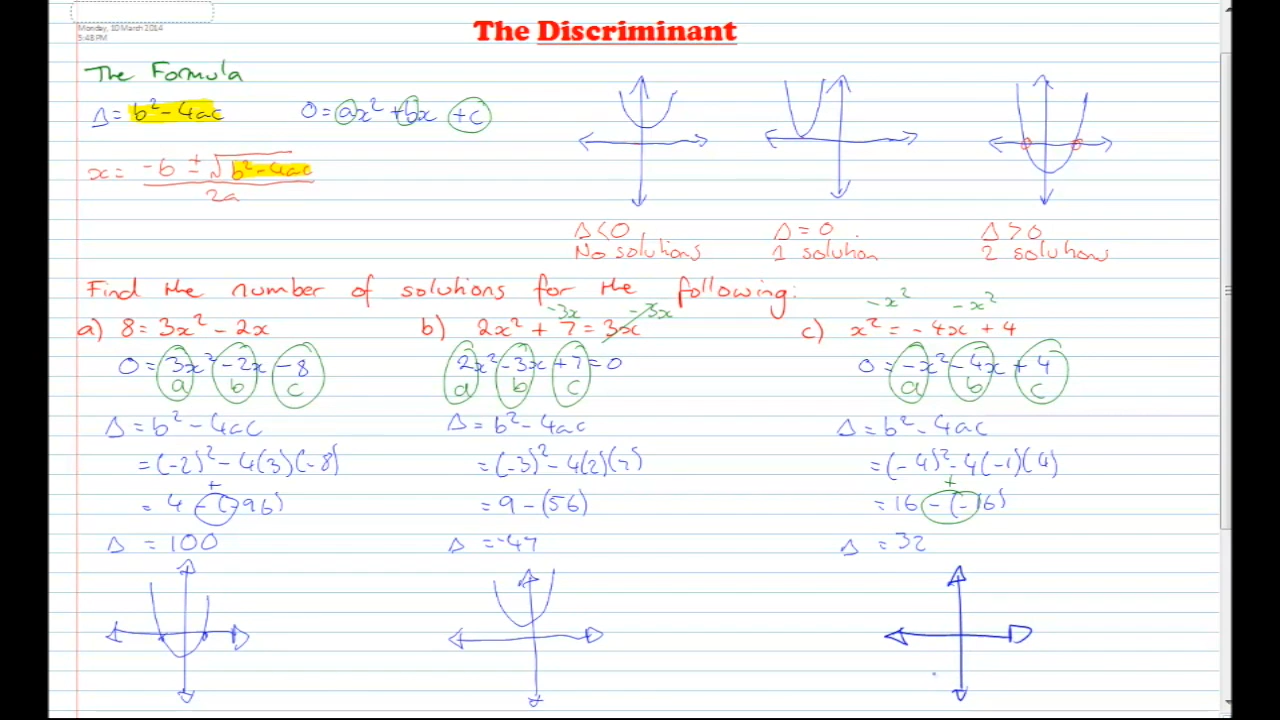 Monday, 10 March 2014
5:48 PM
The Discriminant
The Formula
Δ = b² - 4ac
0 = ax² + bx + c
x = -b ± √b² - 4ac
2a
Δ < 0
No solutions
Δ = 0
1 solution
Δ > 0
2 solutions
Find the number of solutions for the following:
a) 8 = 3x² - 2x
0 = 3x² - 2x - 8
a b c
Δ = b² - 4ac
= (-2)² - 4(3)(-8)
+
= 4 - (-96)
Δ = 100
-3x -3x
b) 2x² + 7 = 3x
2x² - 3x + 7 = 0
a b c
Δ = b² - 4ac
= (-3)² - 4(2)(7)
= 9 - (56)
Δ = -47
-x² -x²
c) x² = -4x + 4
0 = -x² - 4x + 4
a b c
Δ = b² - 4ac
= (-4)² - 4(-1)(4)
+
= 16 - (-16)
Δ = 32